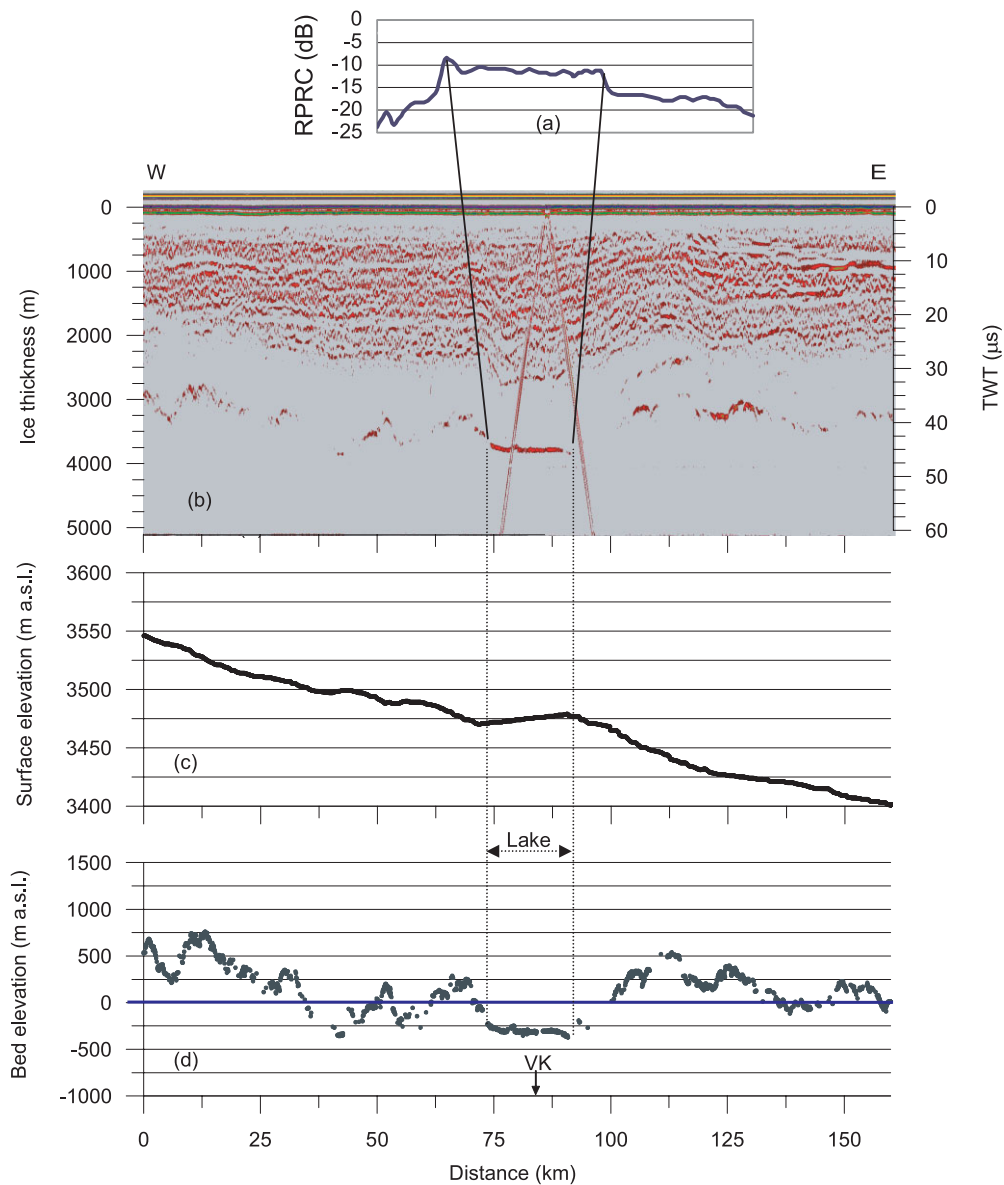 RPRC (dB)
0
-5
-10
-15
-20
-25
(a)
W
E
Ice thickness (m)
0
1000
2000
3000
4000
5000
(b)
TWT (µs)
0
10
20
30
40
50
60
Surface elevation (m a.s.l.)
3600
3550
3500
3450
3400
(c)
Lake
Bed elevation (m a.s.l.)
1500
1000
500
0
-500
-1000
(d)
VK
0
25
50
75
100
125
150
Distance (km)